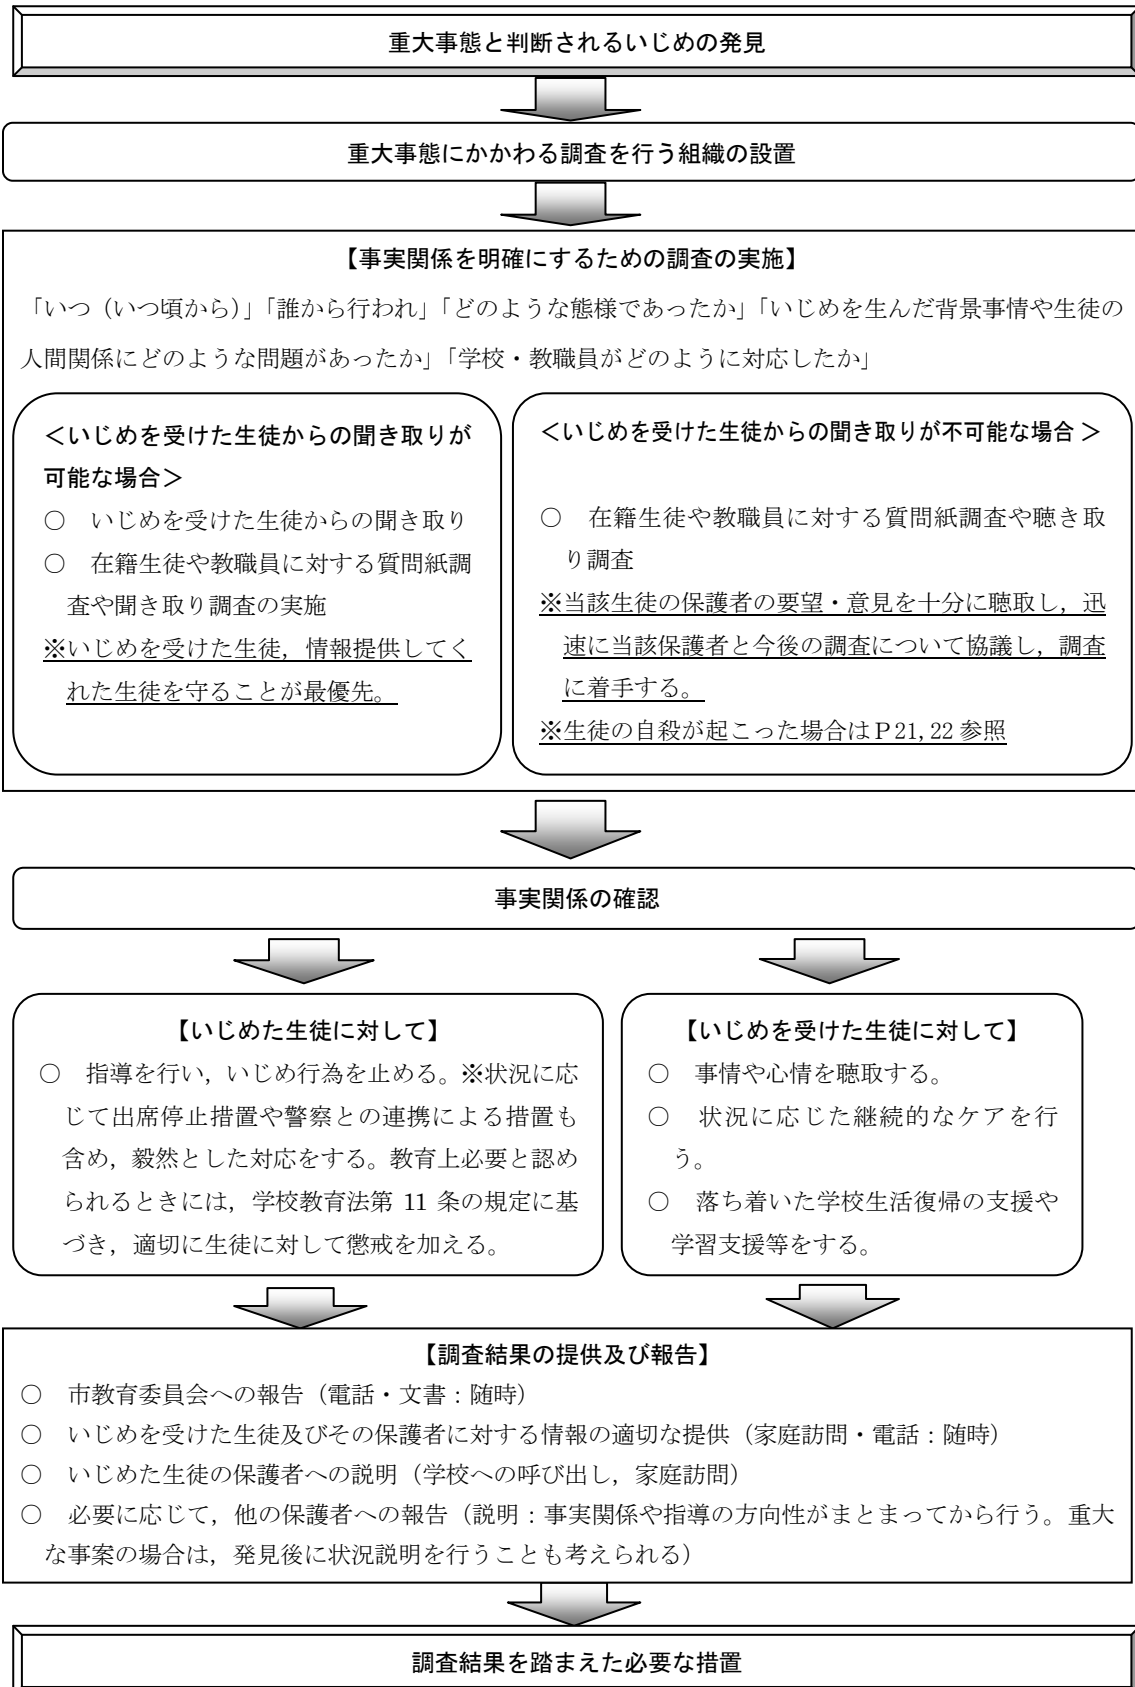 重大事態と判断されるいじめの発見
重大事態にかかわる調査を行う組織の設置
【事実関係を明確にするための調査の実施】
「いつ（いつ頃から）」「誰から行われ」「どのような態様であったか」「いじめを生んだ背景事情や生徒の
人間関係にどのような問題があったか」「学校・教職員がどのように対応したか」
＜いじめを受けた生徒からの聞き取りが
可能な場合＞
○　いじめを受けた生徒からの聞き取り
○　在籍生徒や教職員に対する質問紙調
査や聞き取り調査の実施
※いじめを受けた生徒，情報提供してく
れた生徒を守ることが最優先。
＜いじめを受けた生徒からの聞き取りが不可能な場合＞
○　在籍生徒や教職員に対する質問紙調査や聴き取
り調査
※当該生徒の保護者の要望・意見を十分に聴取し，迅
速に当該保護者と今後の調査について協議し，調査
に着手する。
※生徒の自殺が起こった場合はＰ21,22 参照
事実関係の確認
【いじめた生徒に対して】
○　指導を行い，いじめ行為を止める。※状況に応
じて出席停止措置や警察との連携による措置も
含め，毅然とした対応をする。教育上必要と認め
られるときには，学校教育法第 11 条の規定に基
づき，適切に生徒に対して懲戒を加える。
【いじめを受けた生徒に対して】
○　事情や心情を聴取する。
○　状況に応じた継続的なケアを行
う。
○　落ち着いた学校生活復帰の支援や
学習支援等をする。
【調査結果の提供及び報告】
○　市教育委員会への報告（電話・文書：随時）
○　いじめを受けた生徒及びその保護者に対する情報の適切な提供（家庭訪問・電話：随時）
○　いじめた生徒の保護者への説明（学校への呼び出し，家庭訪問）
○　必要に応じて，他の保護者への報告（説明：事実関係や指導の方向性がまとまってから行う。重大
な事案の場合は，発見後に状況説明を行うことも考えられる）
調査結果を踏まえた必要な措置